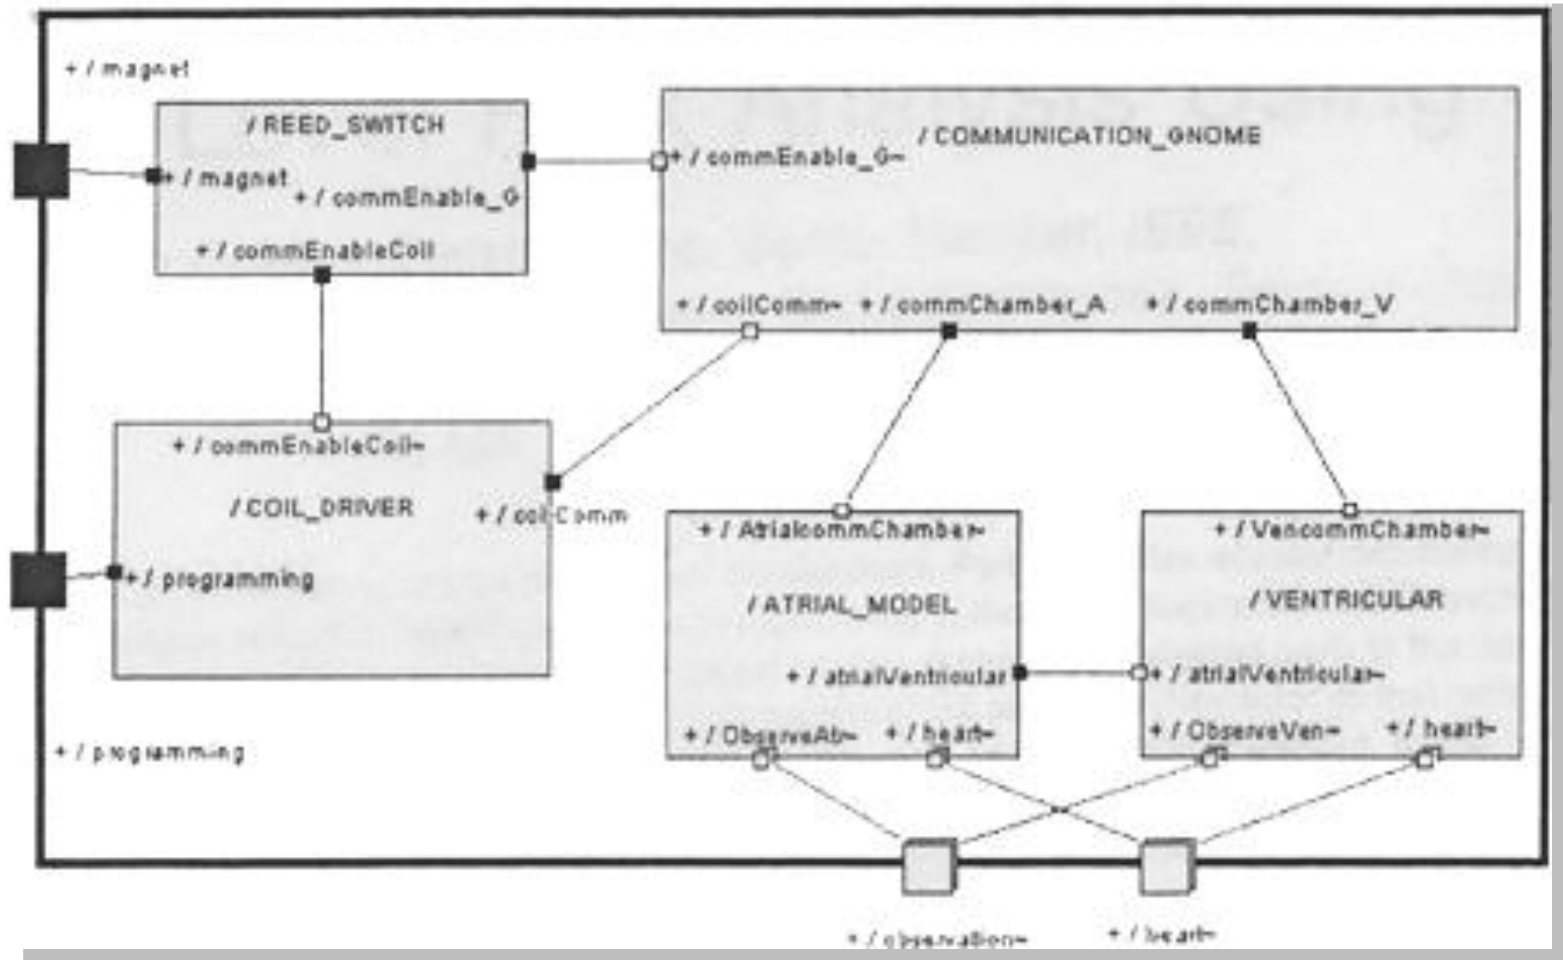 + / magnet
/ REED_SWITCH
+ / magnet
+ / commEnable_G
+ / commEnableCoil
/ COMMUNICATION_GNOME
+ / commEnable_G~
+ / coilComm~
+ / commChamber_A
+ / commChamber_V
+ / commEnableCoil~
/ COIL_DRIVER
+ / coilComm
+ / programming
+ / AtrialcommChamber~
/ ATRIAL_MODEL
+ / atrialVentricular
+ / ObserveAt~
+ / heart~
+ / VencommChamber~
/ VENTRICULAR
+ / atrialVentricular~
+ / ObserveVen~
+ / heart~
+ / programming
+ / observation~
+ / heart~